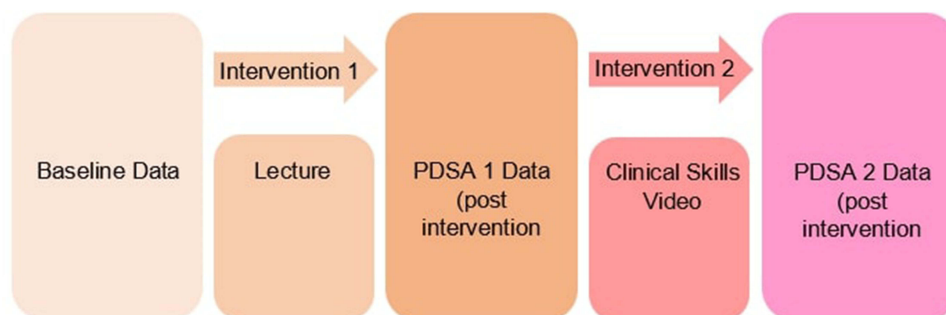 Intervention 1
Intervention 2
Baseline Data
Lecture
PDSA 1 Data
(post
intervention
Clinical Skills
Video
PDSA 2 Data
(post
intervention